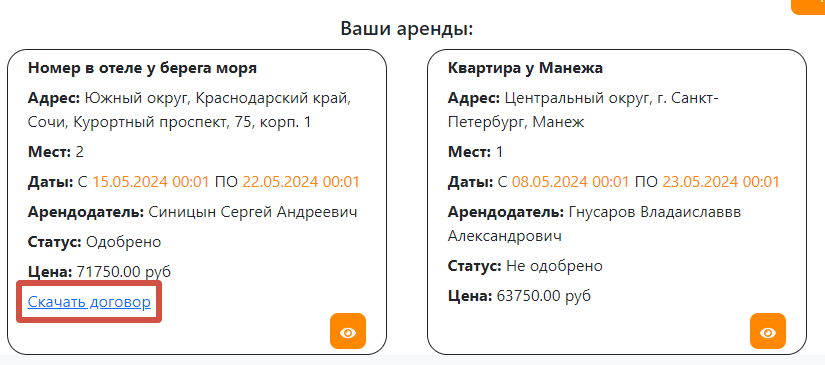 Ваши аренды:
Номер в отеле у берега моря
Адрес: Южный округ, Краснодарский край,
Сочи, Курортный проспект, 75, корп. 1
Мест: 2
Даты: С 15.05.2024 00:01 ПО 22.05.2024 00:01
Арендодатель: Синицын Сергей Андреевич
Статус: Одобрено
Цена: 71750.00 руб
Скачать договор
Квартира у Манежа
Адрес: Центральный округ, г. Санкт-
Петербург, Манеж
Мест: 1
Даты: С 08.05.2024 00:01 ПО 23.05.2024 00:01
Арендодатель: Гнусаров Владаиславвв
Александрович
Статус: Не одобрено
Цена: 63750.00 руб